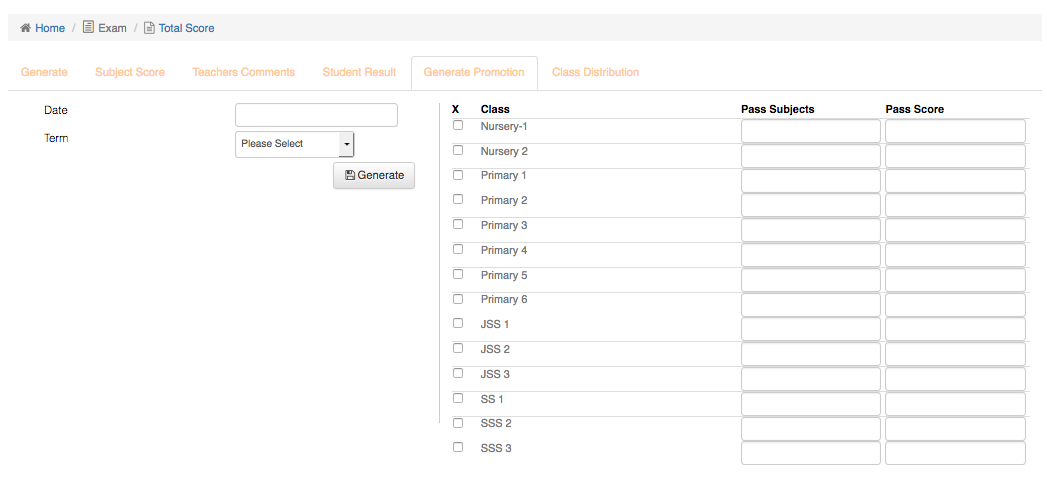 Home / Exam / Total Score
Generate Subject Score Teachers Comments Student Result Generate Promotion Class Distribution
Date
Term Please Select
Generate
X Class Pass Subjects Pass Score
Nursery-1
Nursery 2
Primary 1
Primary 2
Primary 3
Primary 4
Primary 5
Primary 6
JSS 1
JSS 2
JSS 3
SS 1
SSS 2
SSS 3